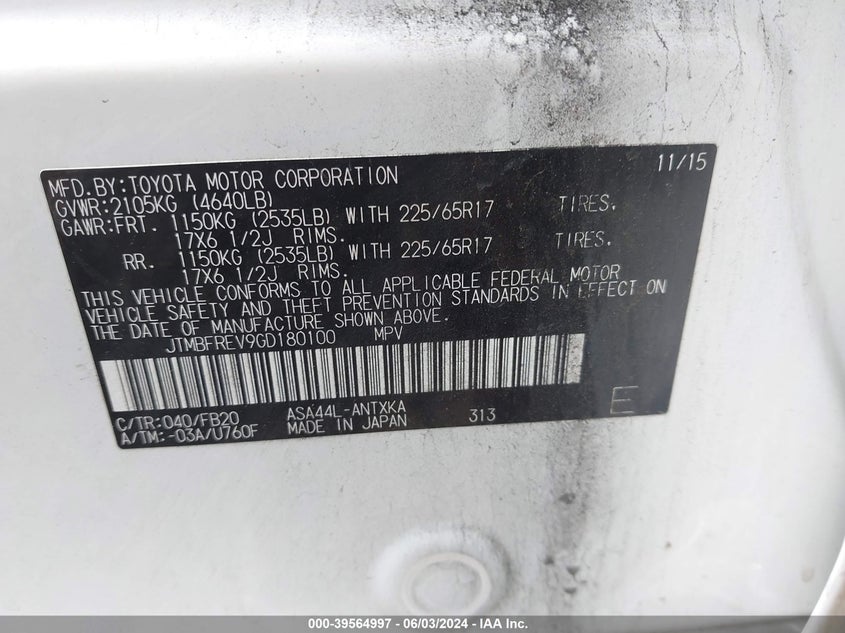 11/15
MFD.BY:TOYOTA MOTOR CORPORATION
GVWR:2105KG (4640LB)
GAWR:FRT. 1150KG (2535LB) WITH 225/65R17 TIRES.
17X6 1/2J RIMS.
RR. 1150KG (2535LB) WITH 225/65R17 TIRES.
17X6 1/2J RIMS.
THIS VEHICLE CONFORMS TO ALL APPLICABLE FEDERAL MOTOR
VEHICLE SAFETY AND THEFT PREVENTION STANDARDS IN EFFECT ON
THE DATE OF MANUFACTURE SHOWN ABOVE.
JTMBFREV9GD180100 MPV
C/TR:040/FB20 ASA44L-ANTXKA 313 E
A/TM:-03A/U760F MADE IN JAPAN
000-39564997 - 06/03/2024 - IAA Inc.